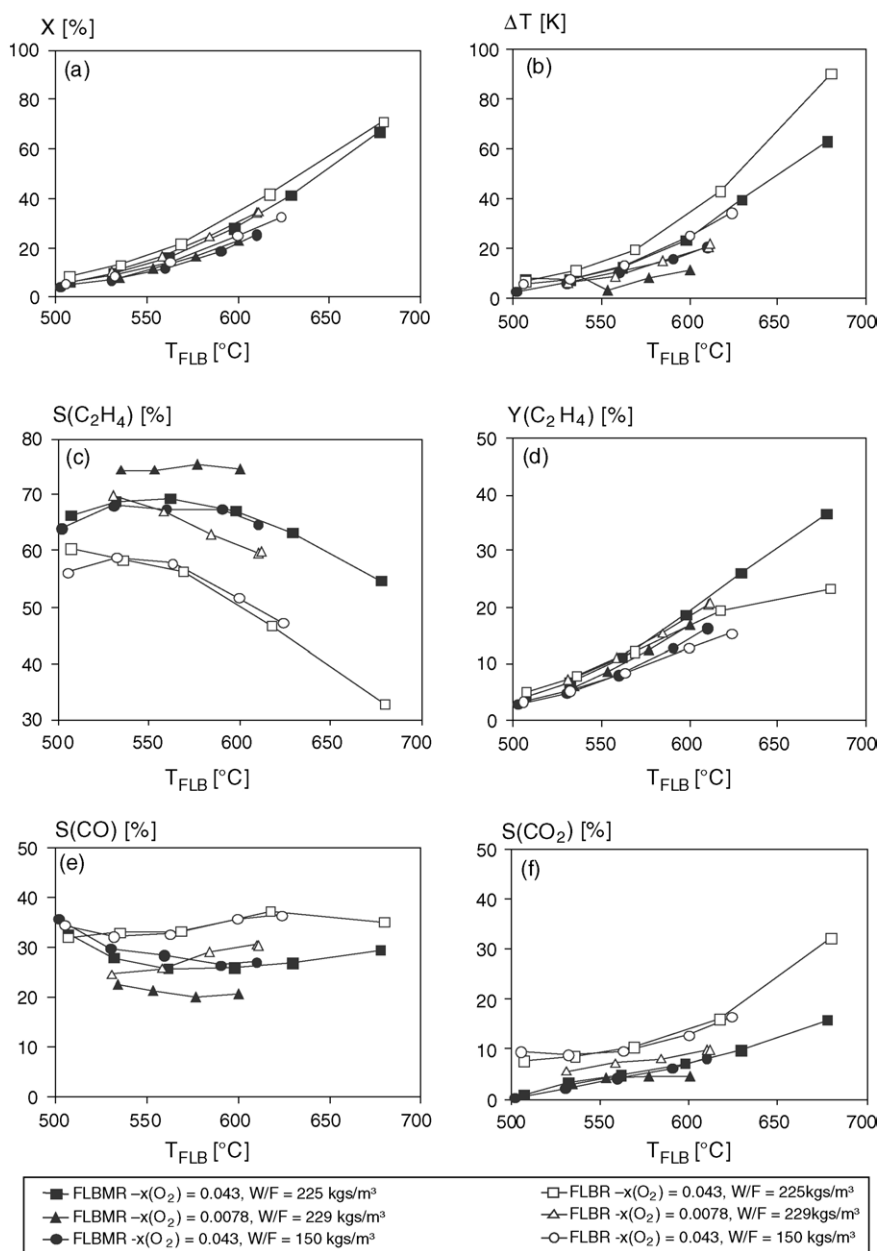 X [%]
ΔT [K]
100
80
60
40
20
0
(a)
500 550 600 650 700
T_FLB [°C]
100
80
60
40
20
0
(b)
500 550 600 650 700
T_FLB [°C]
S(C₂H₄) [%]
80
70
60
50
40
30
(c)
500 550 600 650 700
T_FLB [°C]
Y(C₂H₄) [%]
50
40
30
20
10
0
(d)
500 550 600 650 700
T_FLB [°C]
S(CO) [%]
50
40
30
20
10
0
(e)
500 550 600 650 700
T_FLB [°C]
S(CO₂) [%]
50
40
30
20
10
0
(f)
500 550 600 650 700
T_FLB [°C]
FLBMR –x(O₂) = 0.043, W/F = 225 kgs/m³
FLBMR –x(O₂) = 0.0078, W/F = 229 kgs/m³
FLBMR -x(O₂) = 0.043, W/F = 150 kgs/m³
FLBR –x(O₂) = 0.043, W/F = 225kgs/m³
FLBR -x(O₂) = 0.0078, W/F = 229kgs/m³
FLBR -x(O₂) = 0.043, W/F = 150 kgs/m³